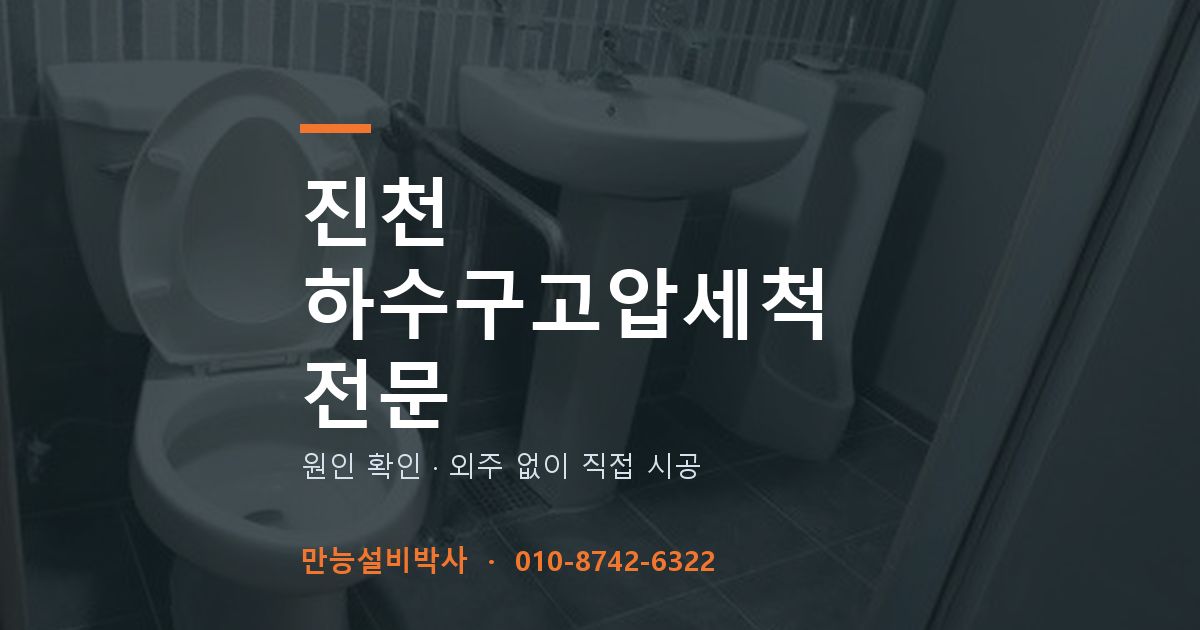 진천
하수구고압세척
전문
원인 확인 · 외주 없이 직접 시공
만능설비박사 · 010-8742-6322